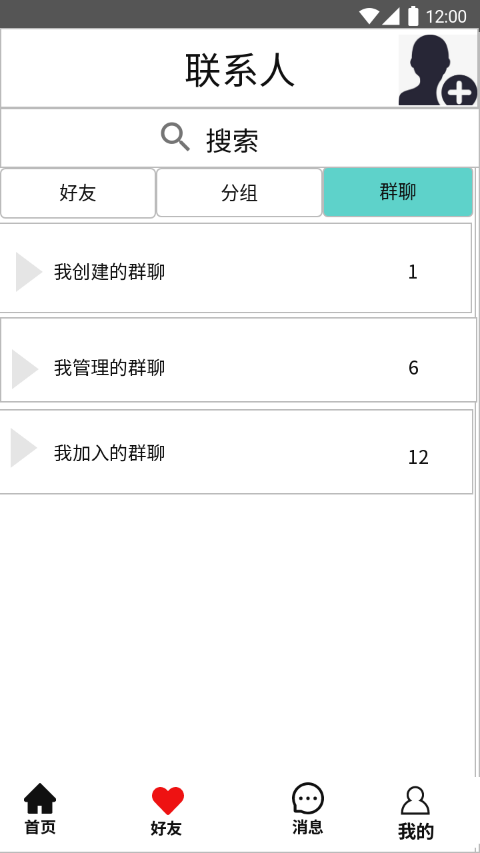 12:00
联系人
搜索
好友 分组 群聊
我创建的群聊 1
我管理的群聊 6
我加入的群聊 12
首页 好友 消息 我的